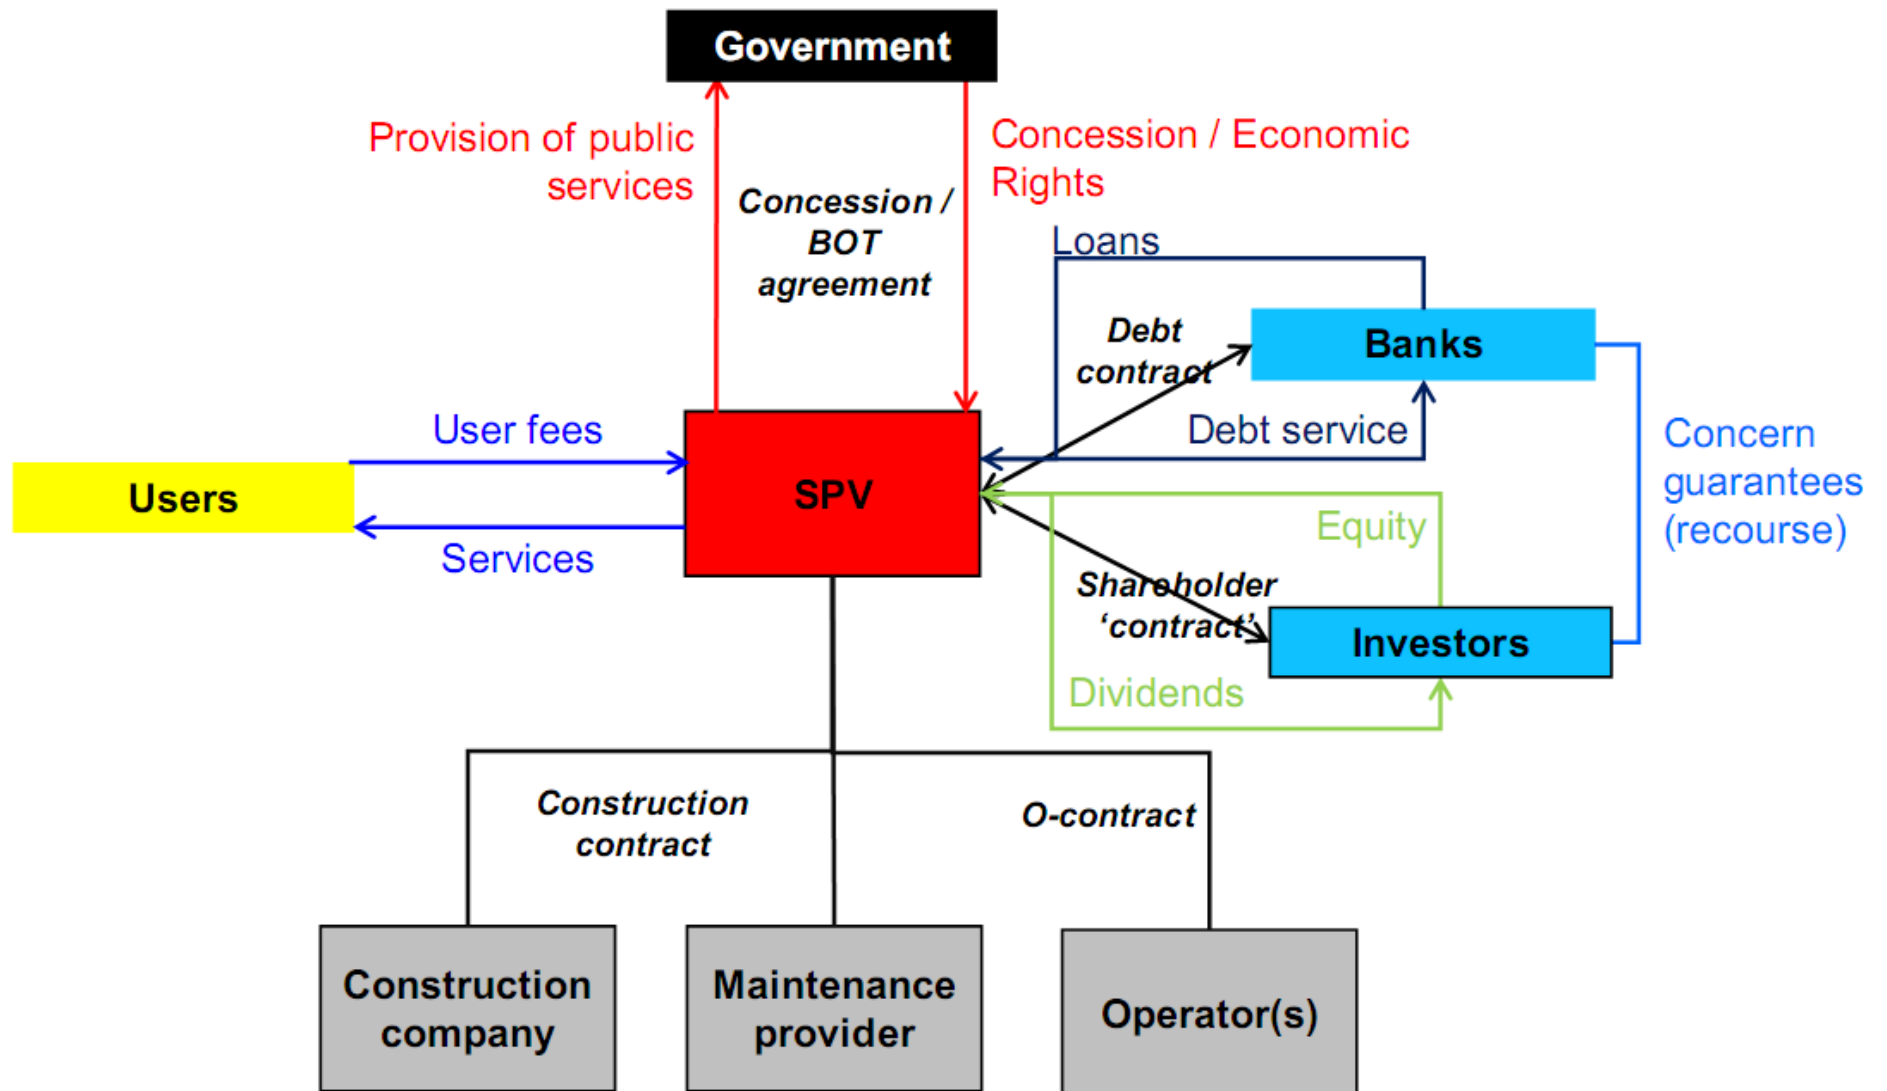 Government
Provision of public
services
Concession / Economic
Rights
Concession /
BOT
agreement
Loans
Debt
contract
Banks
User fees
Debt service
Concern
guarantees
(recourse)
Users
SPV
Services
Equity
Shareholder
‘contract’
Investors
Dividends
Construction
contract
O-contract
Construction
company
Maintenance
provider
Operator(s)